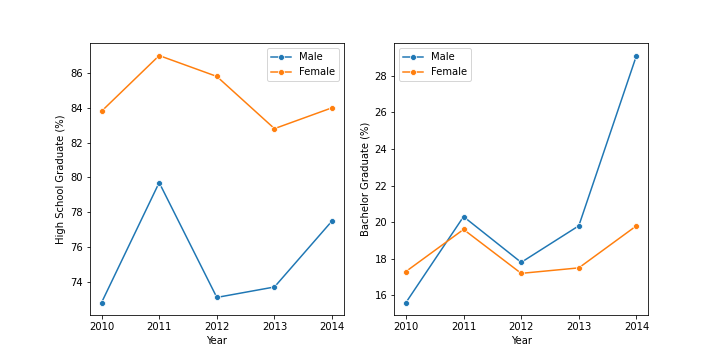 Male
Female
86
84
82
80
78
76
74
High School Graduate (%)
2010 2011 2012 2013 2014
Year
Male
Female
28
26
24
22
20
18
16
Bachelor Graduate (%)
2010 2011 2012 2013 2014
Year